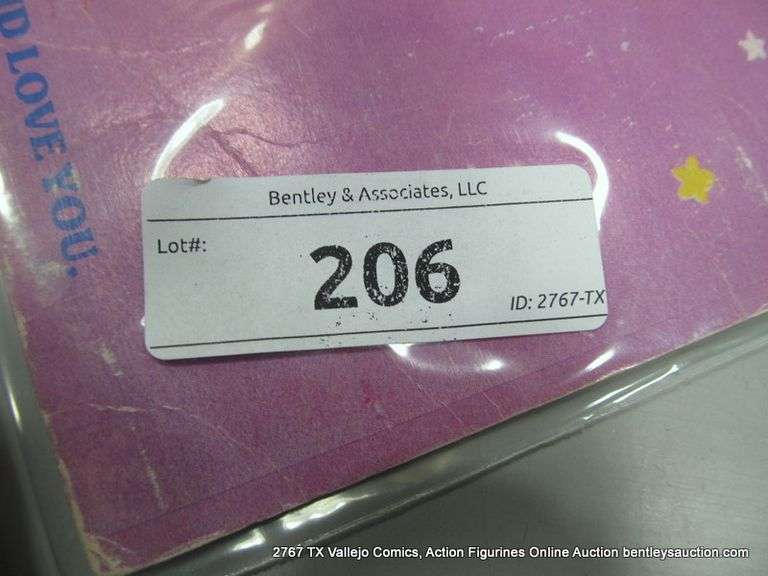 ND LOVE YOU.
Bentley & Associates, LLC
Lot#:
206
ID: 2767-TX
2767 TX Vallejo Comics, Action Figurines Online Auction bentleysauction.com